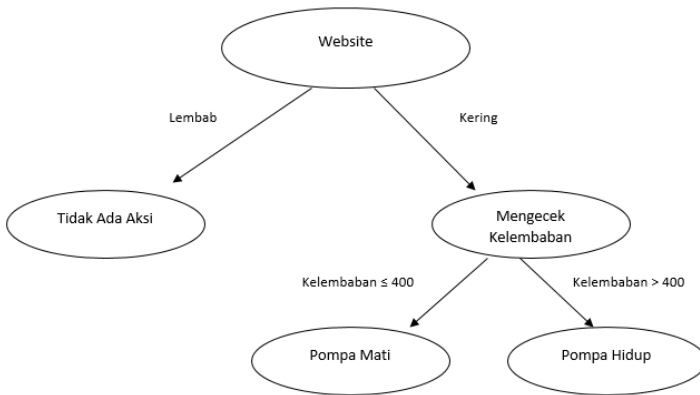 Website
Lembab
Kering
Tidak Ada Aksi
Mengecek
Kelembaban
Kelembaban ≤ 400
Kelembaban > 400
Pompa Mati
Pompa Hidup